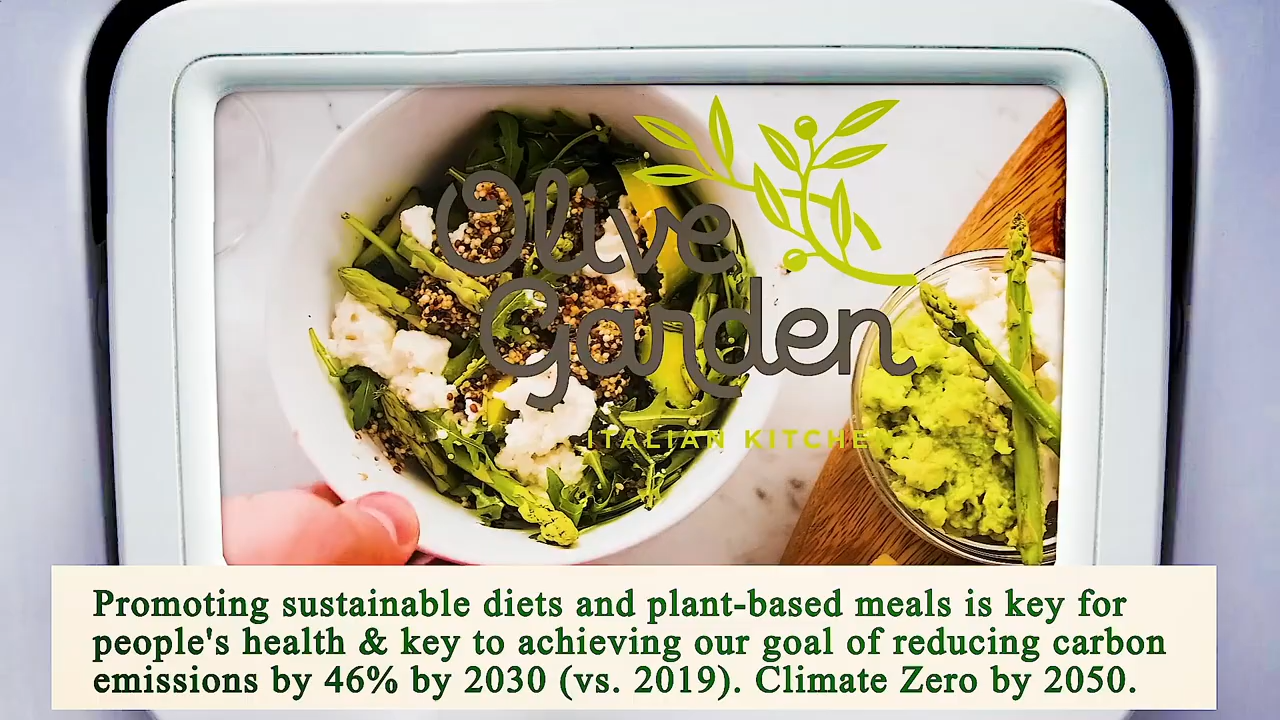 Olive
Garden
ITALIAN KITCHEN
Promoting sustainable diets and plant-based meals is key for
people's health & key to achieving our goal of reducing carbon
emissions by 46% by 2030 (vs. 2019). Climate Zero by 2050.